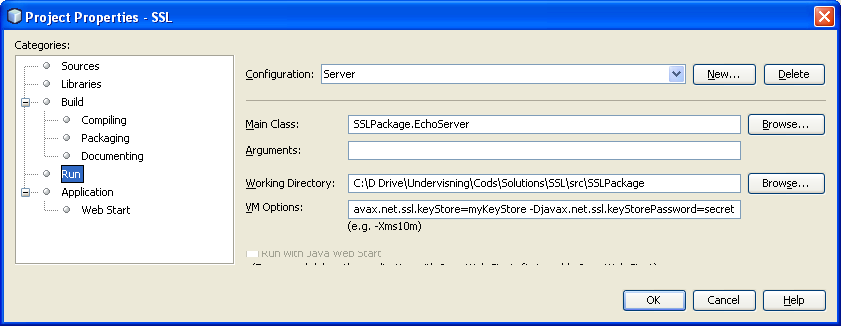 Project Properties - SSL
Categories:
Sources
Libraries
Build
Compiling
Packaging
Documenting
Run
Application
Web Start
Configuration: Server New... Delete
Main Class: SSLPackage.EchoServer Browse...
Arguments:
Working Directory: C:\D Drive\Undervisning\Cods\Solutions\SSL\src\SSLPackage Browse...
VM Options: avax.net.ssl.keyStore=myKeyStore -Djavax.net.ssl.keyStorePassword=secret
(e.g. -Xms10m)
Run with Java Web Start
OK Cancel Help